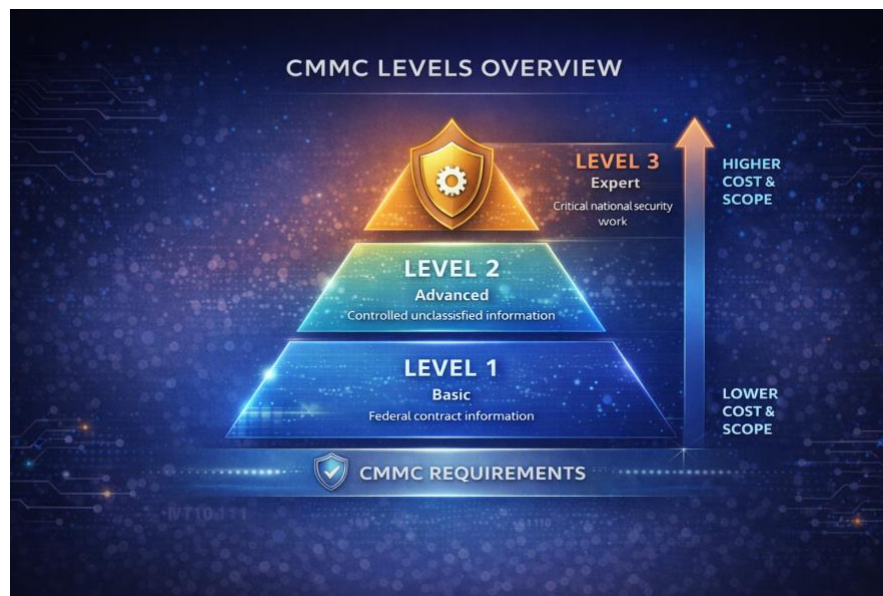 CMMC LEVELS OVERVIEW
LEVEL 3
Expert
Critical national security
work
HIGHER
COST &
SCOPE
LEVEL 2
Advanced
Controlled unclassisfied information
LEVEL 1
Basic
Federal contract information
LOWER
COST &
SCOPE
CMMC REQUIREMENTS